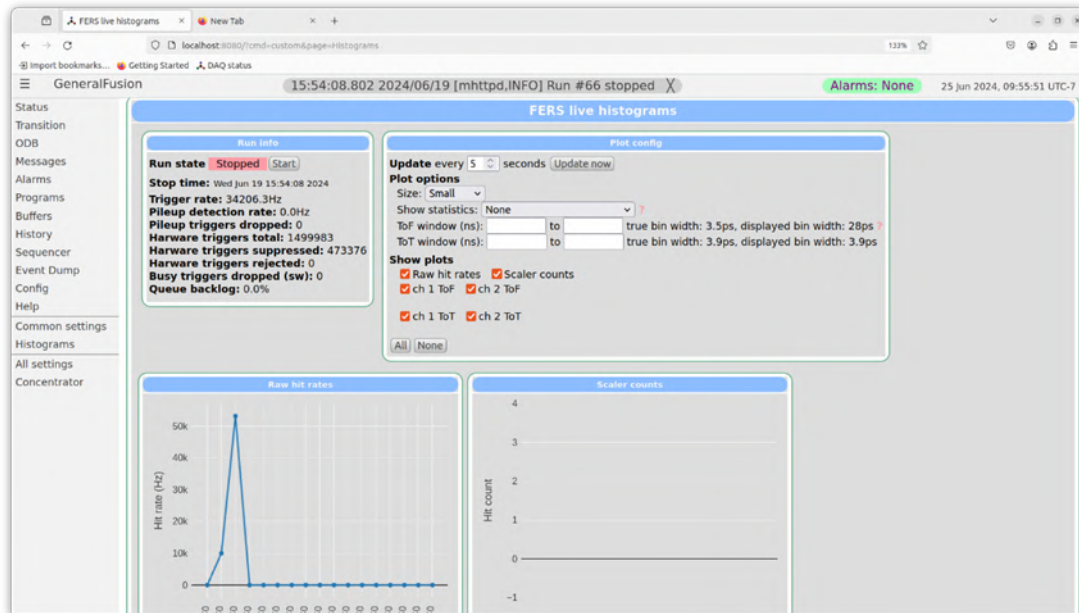 FERS live histograms ×
New Tab ×
localhost:8080/?cmd=custom&page=Histograms
133%
Import bookmarks...
Getting Started
DAQ status
GeneralFusion
15:54:08.802 2024/06/19 [mhttpd,INFO] Run #66 stopped X
Alarms: None
25 Jun 2024, 09:55:51 UTC-7
Status
Transition
ODB
Messages
Alarms
Programs
Buffers
History
Sequencer
Event Dump
Config
Help
Common settings
Histograms
All settings
Concentrator
FERS live histograms
Run info
Run state Stopped Start
Stop time: Wed Jun 19 15:54:08 2024
Trigger rate: 34206.3Hz
Pileup detection rate: 0.0Hz
Pileup triggers dropped: 0
Harware triggers total: 1499983
Harware triggers suppressed: 473376
Harware triggers rejected: 0
Busy triggers dropped (sw): 0
Queue backlog: 0.0%
Plot config
Update every 5 seconds Update now
Plot options
Size: Small
Show statistics: None ?
ToF window (ns): to true bin width: 3.5ps, displayed bin width: 28ps ?
ToT window (ns): to true bin width: 3.9ps, displayed bin width: 3.9ps
Show plots
Raw hit rates Scaler counts
ch 1 ToF ch 2 ToF
ch 1 ToT ch 2 ToT
All None
Raw hit rates
50k
40k
30k
20k
10k
0
Hit rate (Hz)
Scaler counts
4
3
2
1
0
−1
Hit count